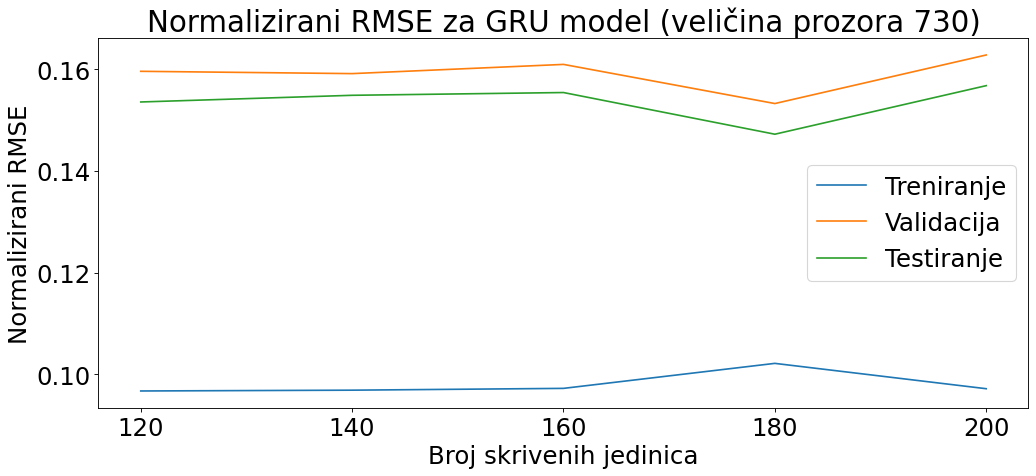 Normalizirani RMSE za GRU model (veličina prozora 730)
Normalizirani RMSE
0.16
0.14
0.12
0.10
Treniranje
Validacija
Testiranje
120 140 160 180 200
Broj skrivenih jedinica